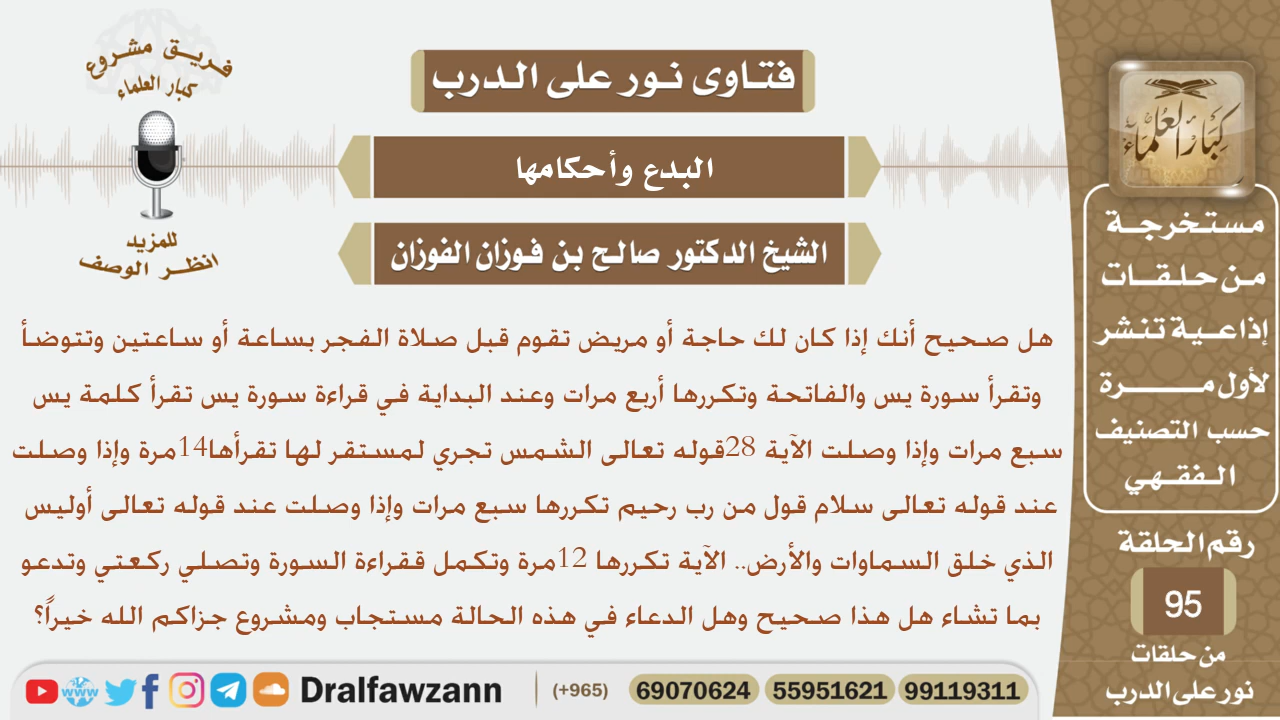 فريق مشروع
كبار العلماء
للمزيد
انظر الوصف
فتاوى نور على الدرب
البدع وأحكامها
الشيخ الدكتور صالح بن فوزان الفوزان
هل صحيح أنك إذا كان لك حاجة أو مريض تقوم قبل صلاة الفجر بساعة أو ساعتين وتتوضأ
وتقرأ سورة يس والفاتحة وتكررها أربع مرات وعند البداية في قراءة سورة يس تقرأ كلمة يس
سبع مرات وإذا وصلت الآية 28قوله تعالى الشمس تجري لمستقر لها تقرأها14مرة وإذا وصلت
عند قوله تعالى سلام قول من رب رحيم تكررها سبع مرات وإذا وصلت عند قوله تعالى أوليس
الذي خلق السماوات والأرض.. الآية تكررها 12مرة وتكمل ققراءة السورة وتصلي ركعتي وتدعو
بما تشاء هل هذا صحيح وهل الدعاء في هذه الحالة مستجاب ومشروع جزاكم الله خيراً؟
كبار العلماء
مستخرجة
من حلقات
إذاعية تنشر
لأول مرة
حسب التصنيف
الفقهي
رقم الحلقة
95
من حلقات
نور على الدرب
www
Dralfawzann
(+965) 69070624 55951621 99119311